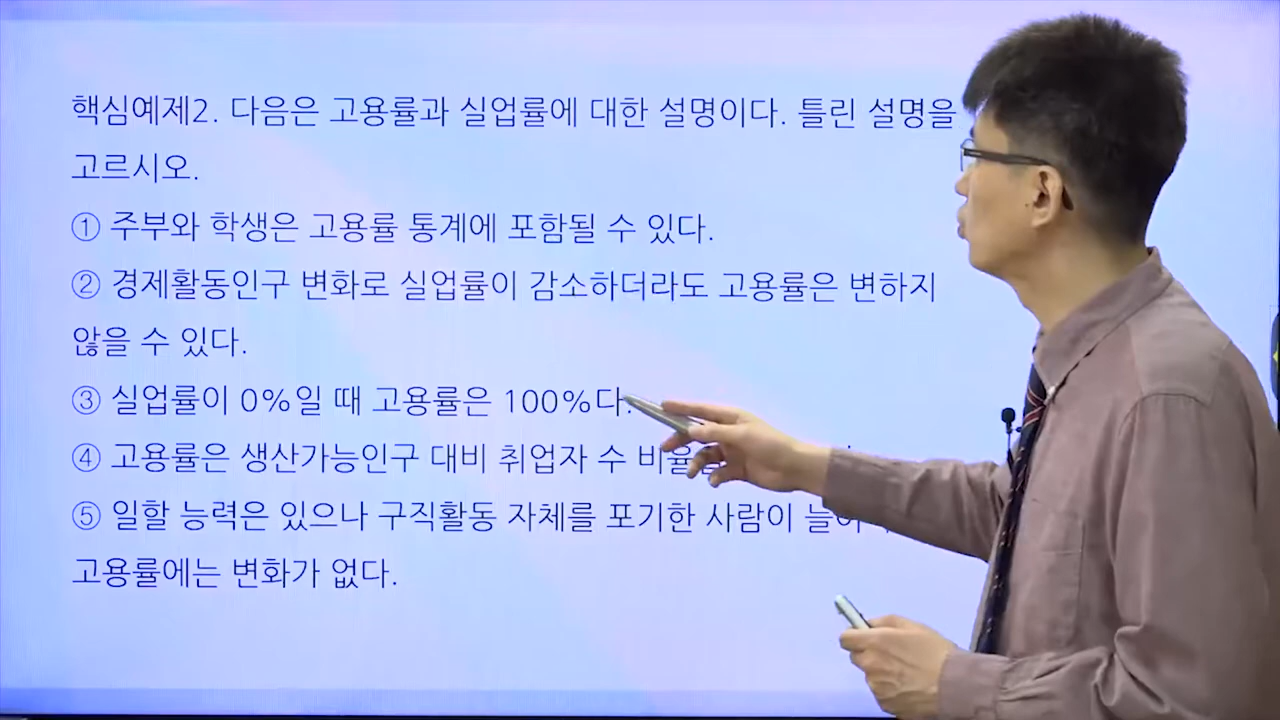 핵심예제2. 다음은 고용률과 실업률에 대한 설명이다. 틀린 설명을
고르시오.
① 주부와 학생은 고용률 통계에 포함될 수 있다.
② 경제활동인구 변화로 실업률이 감소하더라도 고용률은 변하지
않을 수 있다.
③ 실업률이 0%일 때 고용률은 100%다.
④ 고용률은 생산가능인구 대비 취업자 수
⑤ 일할 능력은 있으나 구직활동 자체를 포기한 사람이
고용률에는 변화가 없다.